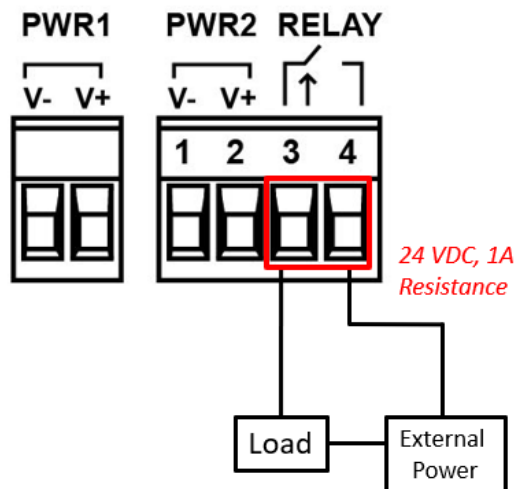 PWR1 PWR2 RELAY
V- V+ V- V+
1 2 3 4
24 VDC, 1A
Resistance
Load
External
Power